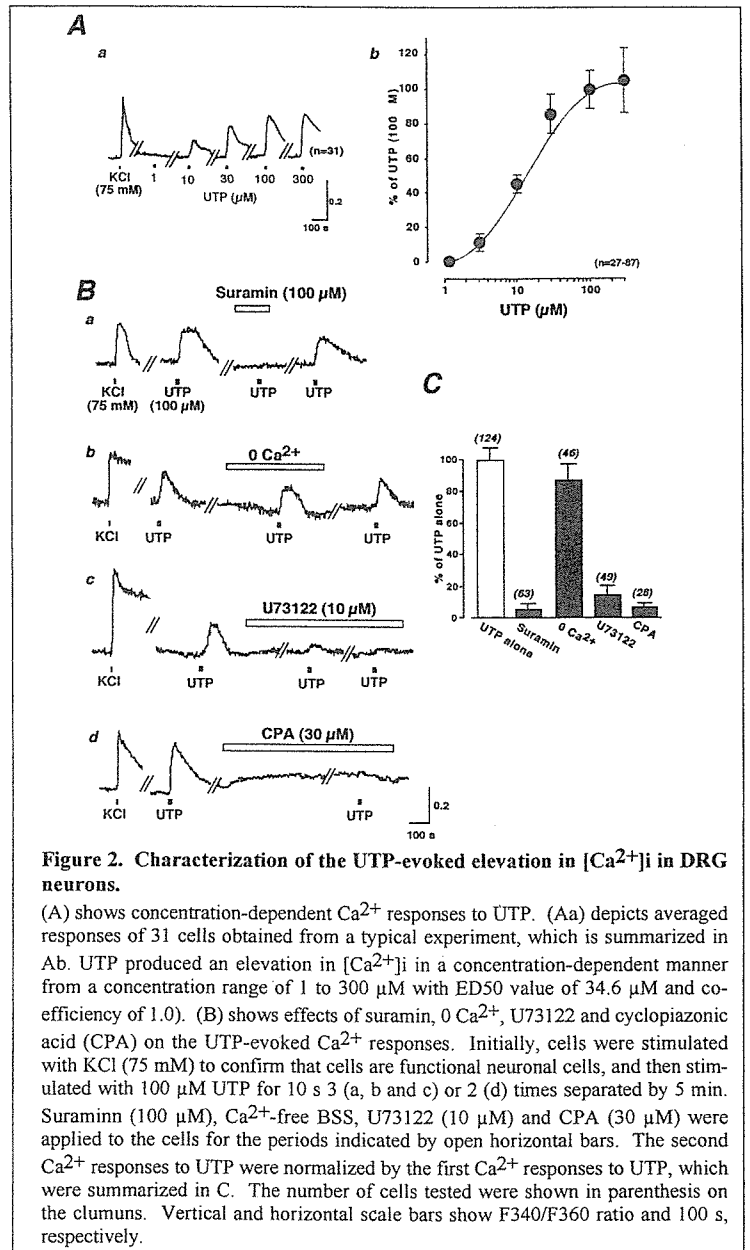 A
a
KCl
(75 mM)
1
10
30
100
300
UTP (µM)
(n=31)
0.2
100 s
b
120
100
80
60
40
20
0
% of UTP (100 M)
1
10
100
UTP (µM)
(n=27-87)
B
Suramin (100 µM)
a
KCl
(75 mM)
UTP
(100 µM)
UTP
UTP
b
0 Ca2+
KCl
UTP
UTP
UTP
c
U73122 (10 µM)
KCl
UTP
UTP
UTP
d
CPA (30 µM)
KCl
UTP
UTP
0.2
100 s
C
% of UTP alone
100
80
60
40
20
0
(124)
(63)
(46)
(49)
(28)
UTP alone
Suramin
0 Ca2+
U73122
CPA
Figure 2. Characterization of the UTP-evoked elevation in [Ca2+]i in DRG
neurons.
(A) shows concentration-dependent Ca2+ responses to UTP. (Aa) depicts averaged
responses of 31 cells obtained from a typical experiment, which is summarized in
Ab. UTP produced an elevation in [Ca2+]i in a concentration-dependent manner
from a concentration range of 1 to 300 µM with ED50 value of 34.6 µM and co-
efficiency of 1.0). (B) shows effects of suramin, 0 Ca2+, U73122 and cyclopiazonic
acid (CPA) on the UTP-evoked Ca2+ responses. Initially, cells were stimulated
with KCl (75 mM) to confirm that cells are functional neuronal cells, and then stim-
ulated with 100 µM UTP for 10 s 3 (a, b and c) or 2 (d) times separated by 5 min.
Suraminn (100 µM), Ca2+-free BSS, U73122 (10 µM) and CPA (30 µM) were
applied to the cells for the periods indicated by open horizontal bars. The second
Ca2+ responses to UTP were normalized by the first Ca2+ responses to UTP, which
were summarized in C. The number of cells tested were shown in parenthesis on
the clumuns. Vertical and horizontal scale bars show F340/F360 ratio and 100 s,
respectively.